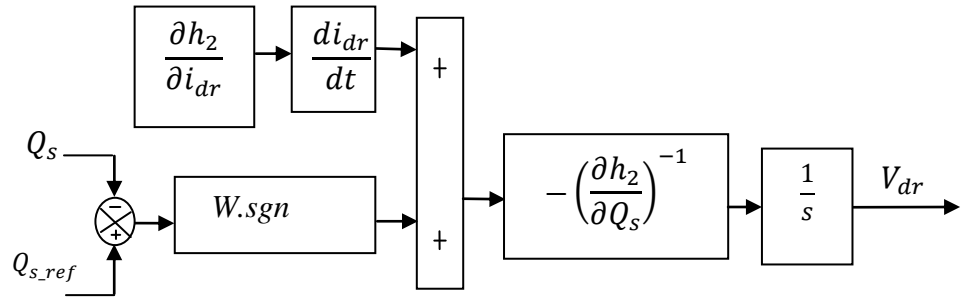 ∂h₂/∂i_dr
di_dr/dt
+
Q_s
−
W.sgn
−(∂h₂/∂Q_s)⁻¹
1/s
V_dr
+
+
Q_s_ref